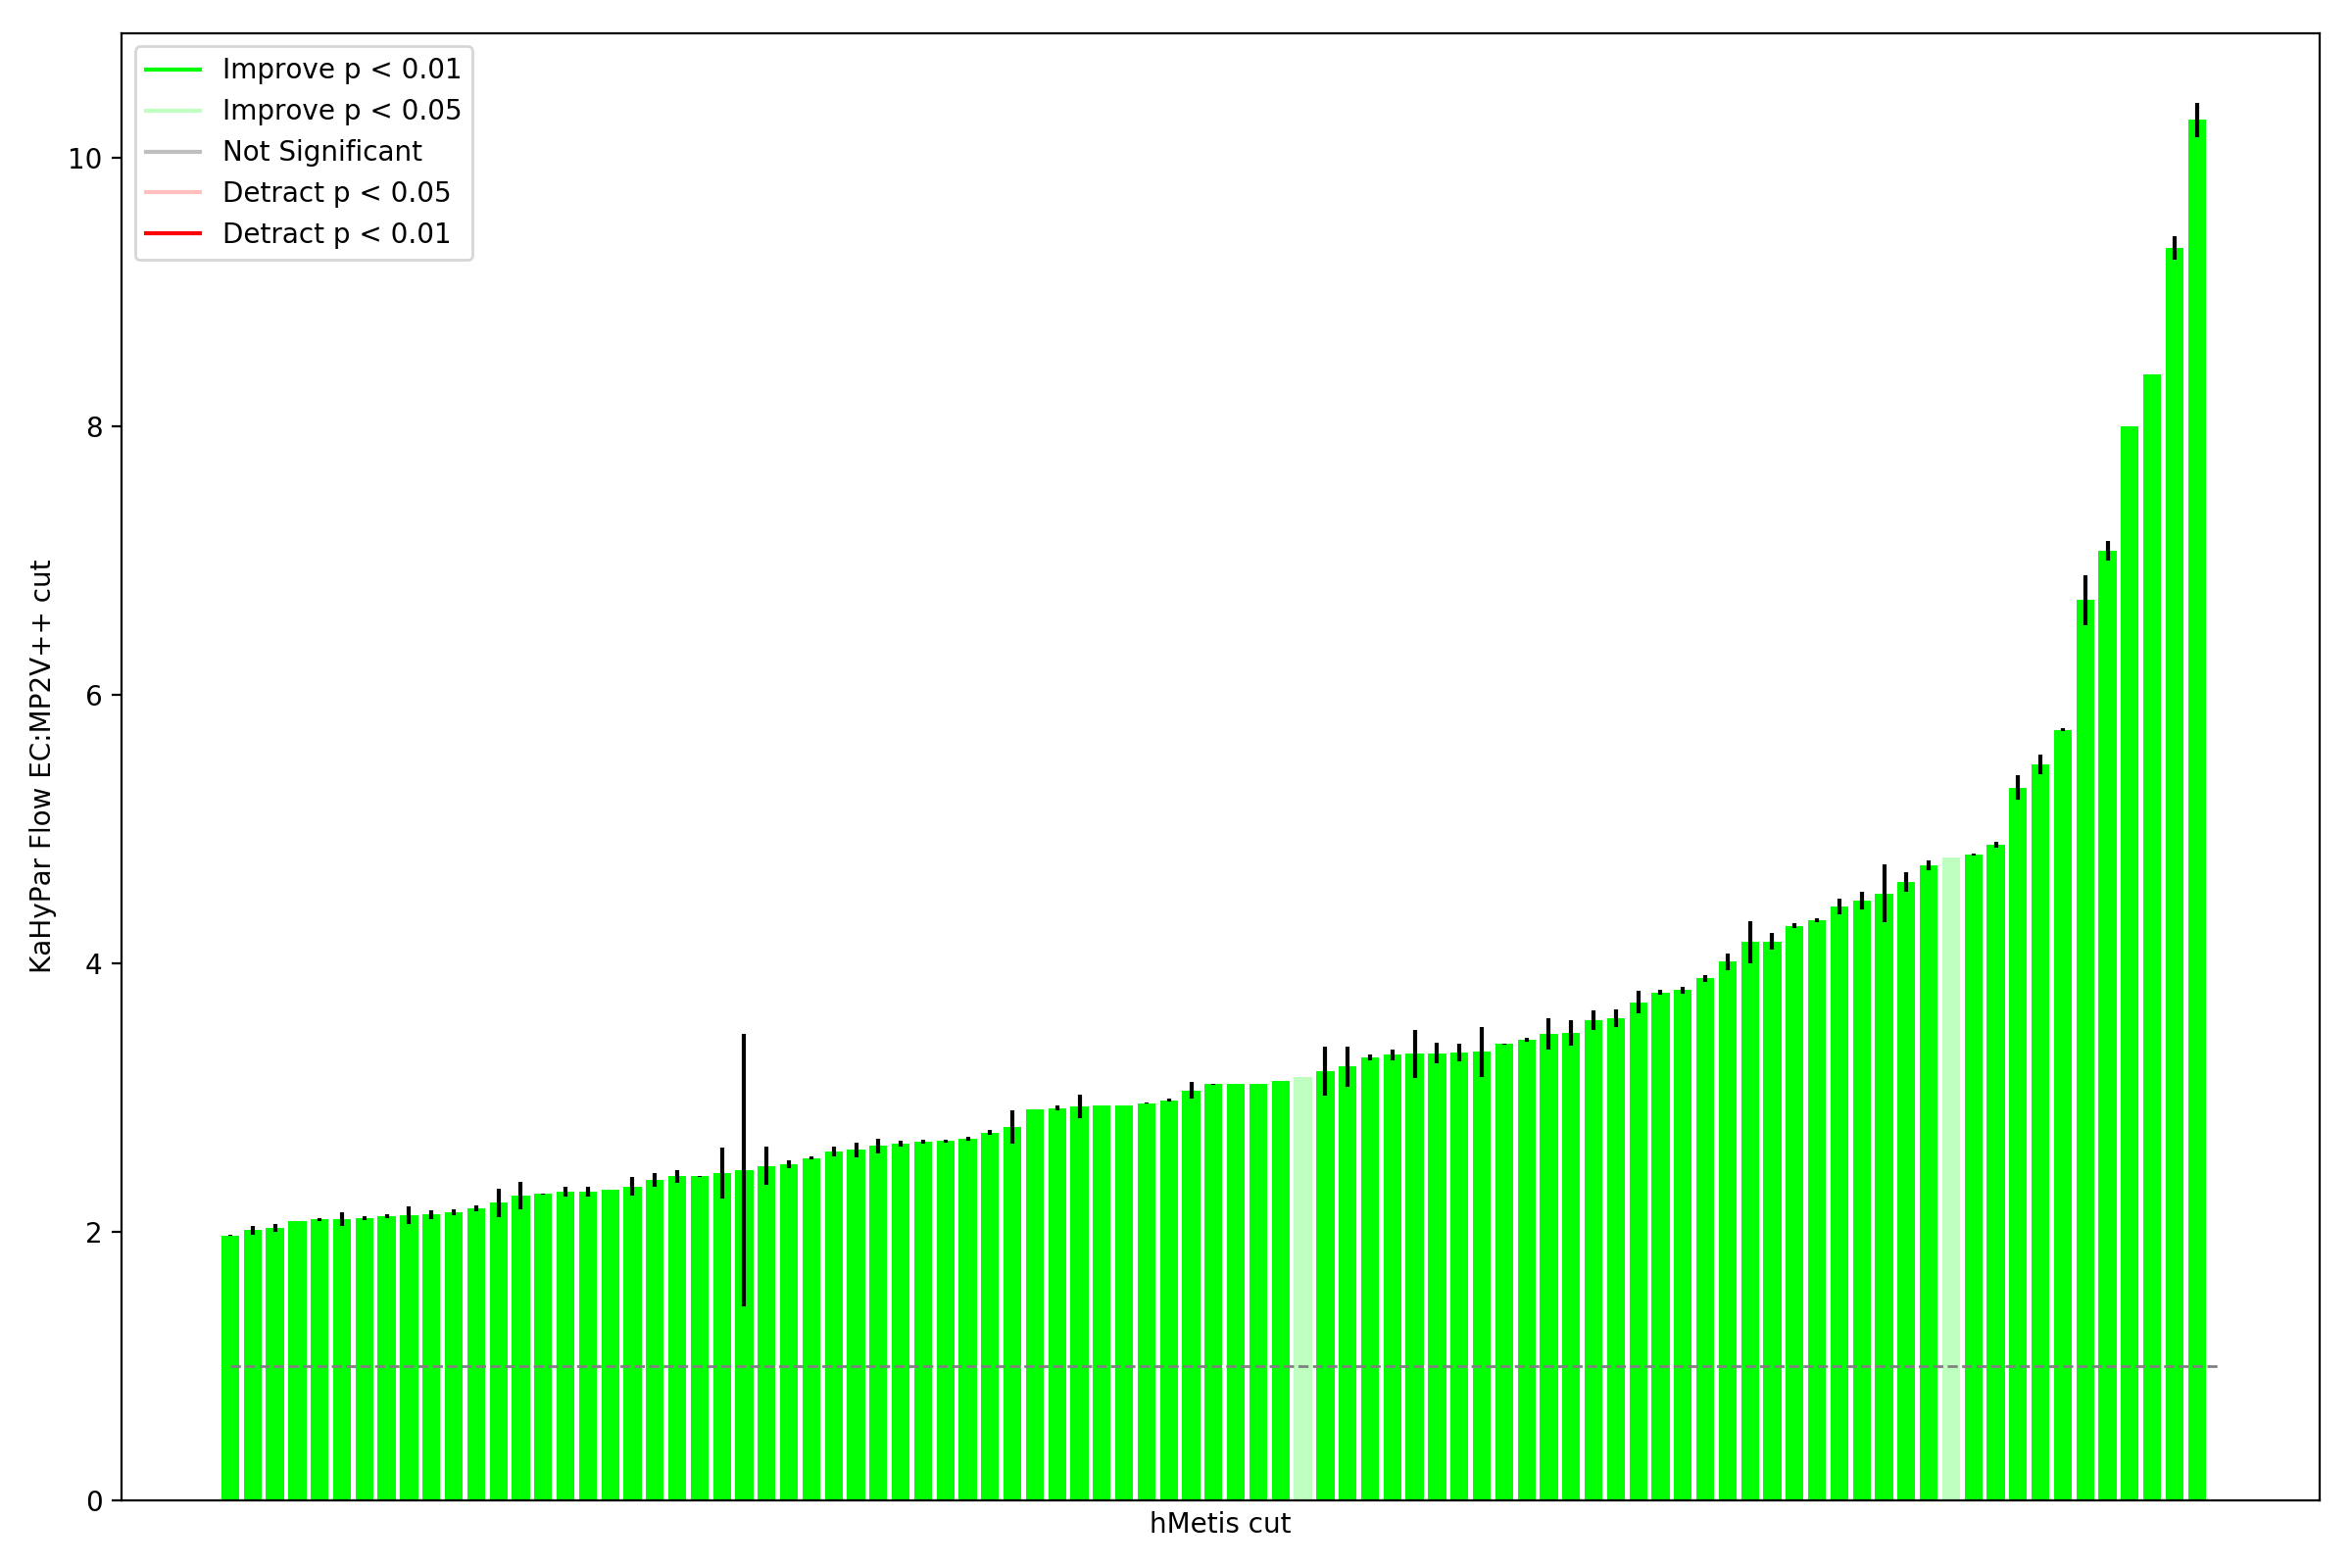 Improve p < 0.01
Improve p < 0.05
Not Significant
Detract p < 0.05
Detract p < 0.01
10
8
6
4
2
0
KaHyPar Flow EC:MP2V++ cut
hMetis cut